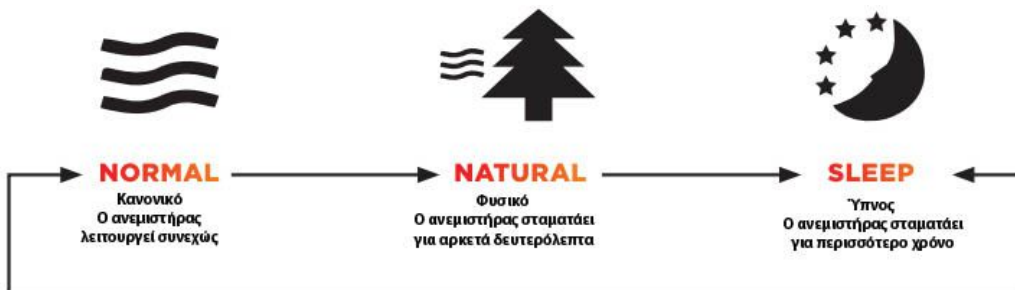 NORMAL
Κανονικό
Ο ανεμιστήρας
λειτουργεί συνεχώς
NATURAL
Φυσικό
Ο ανεμιστήρας σταματάει
για αρκετά δευτερόλεπτα
SLEEP
Ύπνος
Ο ανεμιστήρας σταματάει
για περισσότερο χρόνο